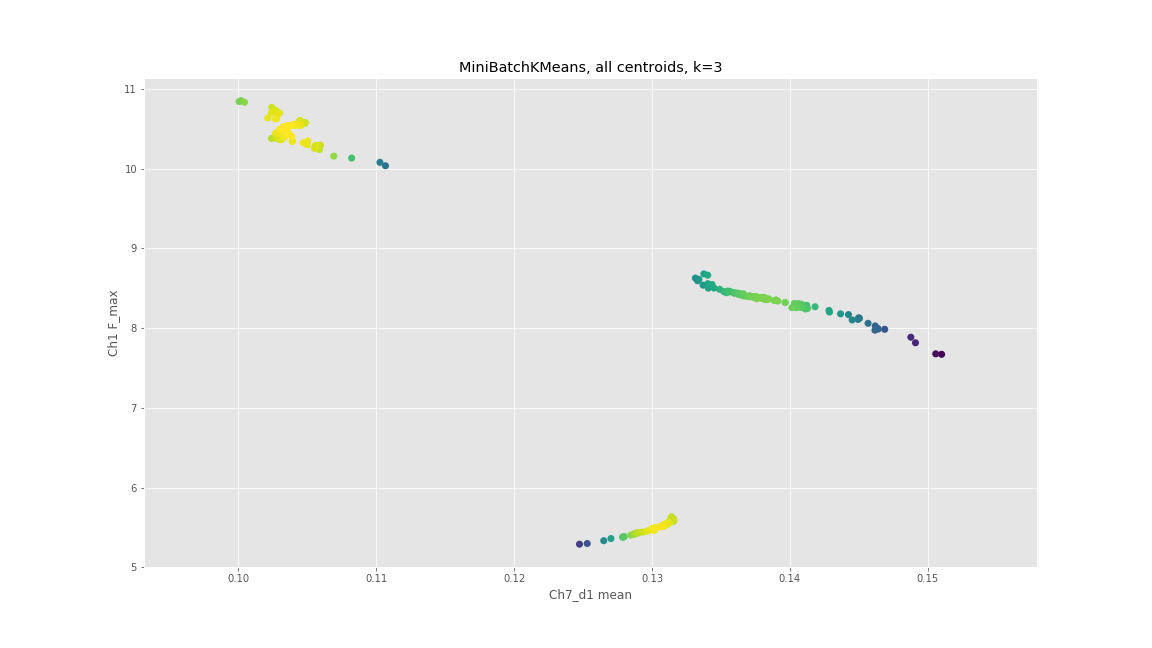 MiniBatchKMeans, all centroids, k=3
Ch1 F_max
11
10
9
8
7
6
5
0.10 0.11 0.12 0.13 0.14 0.15
Ch7_d1 mean